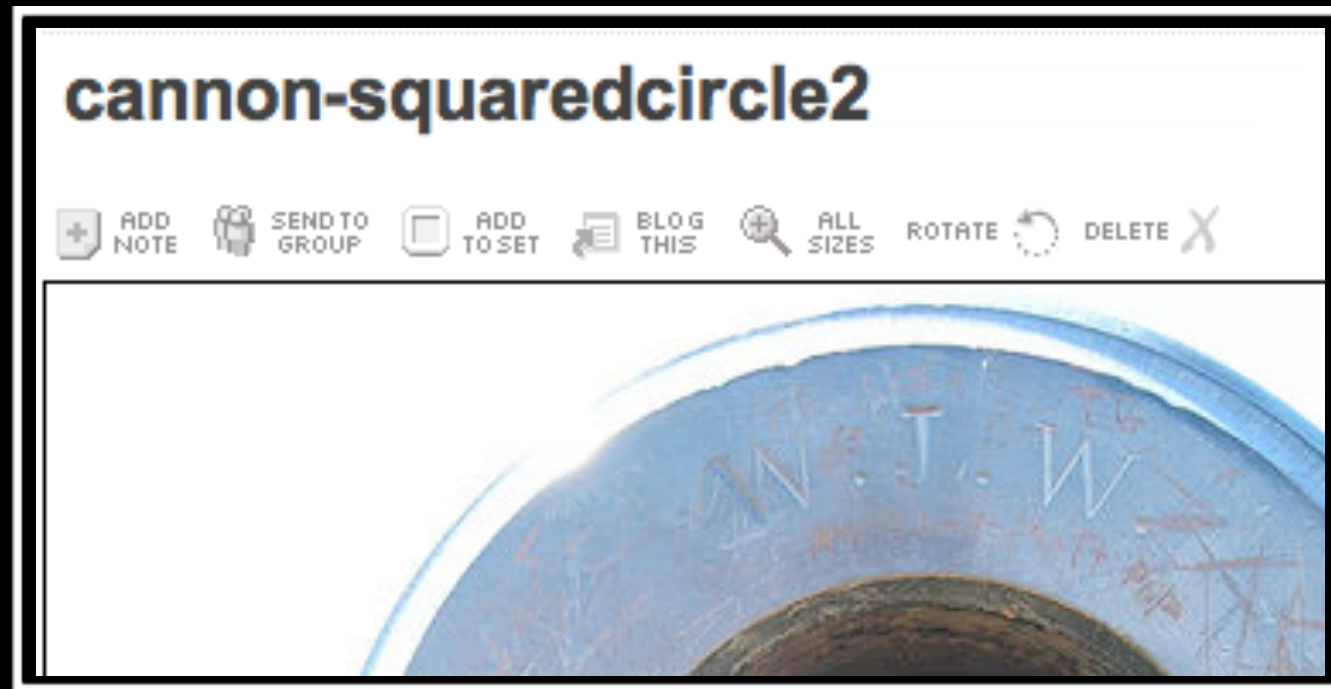 cannon-squaredcircle2
ADD NOTE SEND TO GROUP ADD TO SET BLOG THIS ALL SIZES ROTATE DELETE
W. J. W